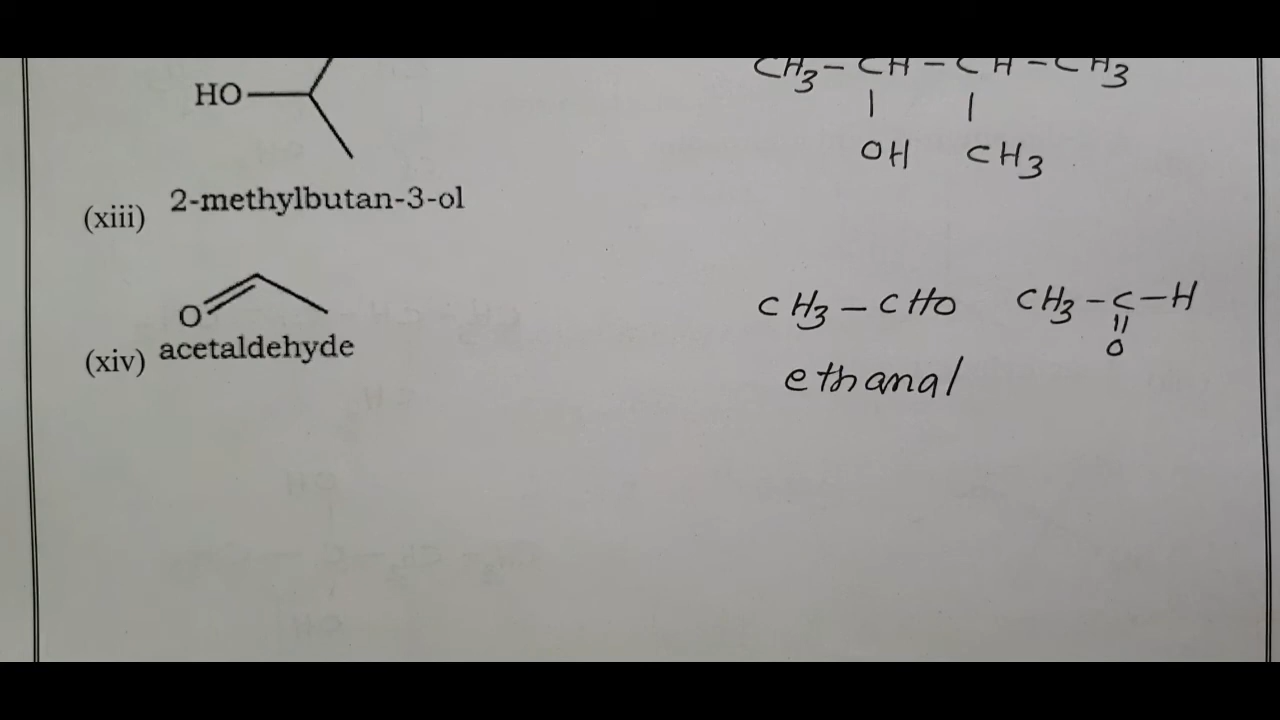 CH3 – CH – CH – CH3
HO
OH CH3
(xiii) 2-methylbutan-3-ol
O
CH3 – CHO CH3 – C – H
O
(xiv) acetaldehyde
ethanal